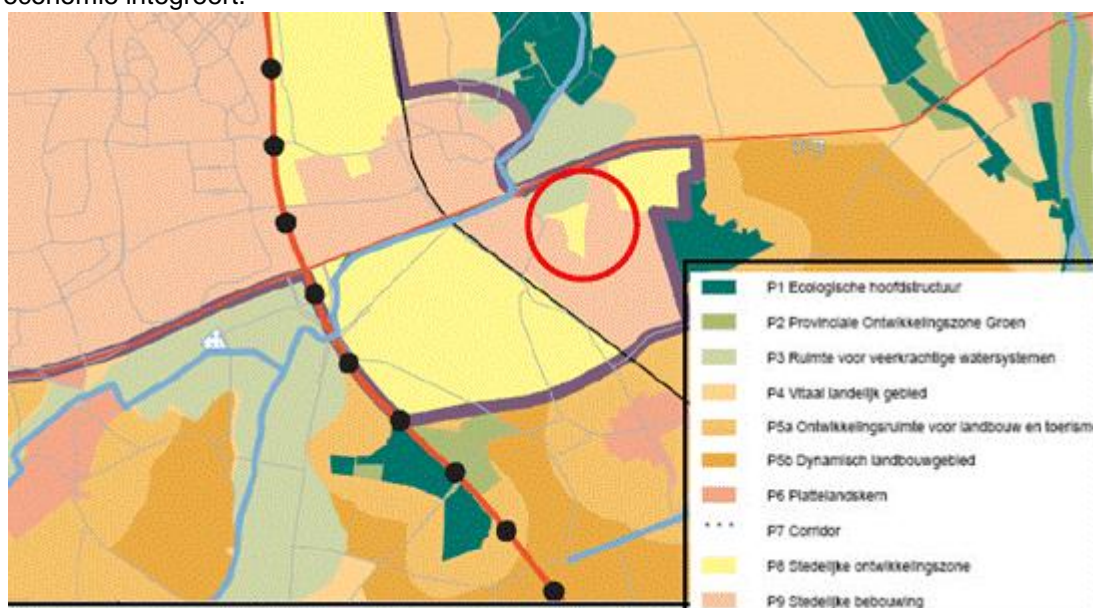 economie integreert.
P1 Ecologische hoofdstructuur
P2 Provinciale Ontwikkelingszone Groen
P3 Ruimte voor veerkrachtige watersystemen
P4 Vitaal landelijk gebied
P5a Ontwikkelingsruimte voor landbouw en toerisme
P5b Dynamisch landbouwgebied
P6 Plattelandskern
P7 Corridor
P8 Stedelijke ontwikkelingszone
P9 Stedelijke bebouwing